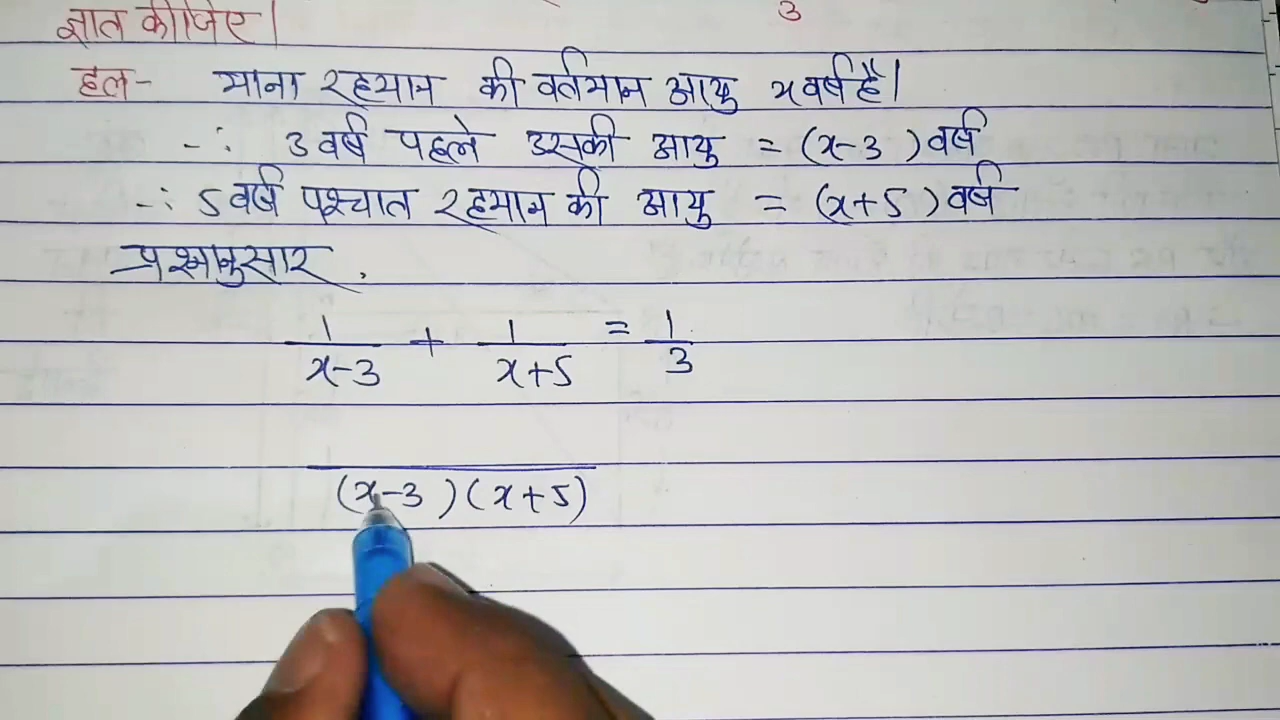 3
ज्ञात कीजिए।
हल- माना रहमान की वर्तमान आयु x वर्ष है।
∴ 3 वर्ष पहले उसकी आयु = (x-3) वर्ष
∴ 5 वर्ष पश्चात रहमान की आयु = (x+5) वर्ष
प्रश्नानुसार,
1/(x-3) + 1/(x+5) = 1/3
(x-3)(x+5)